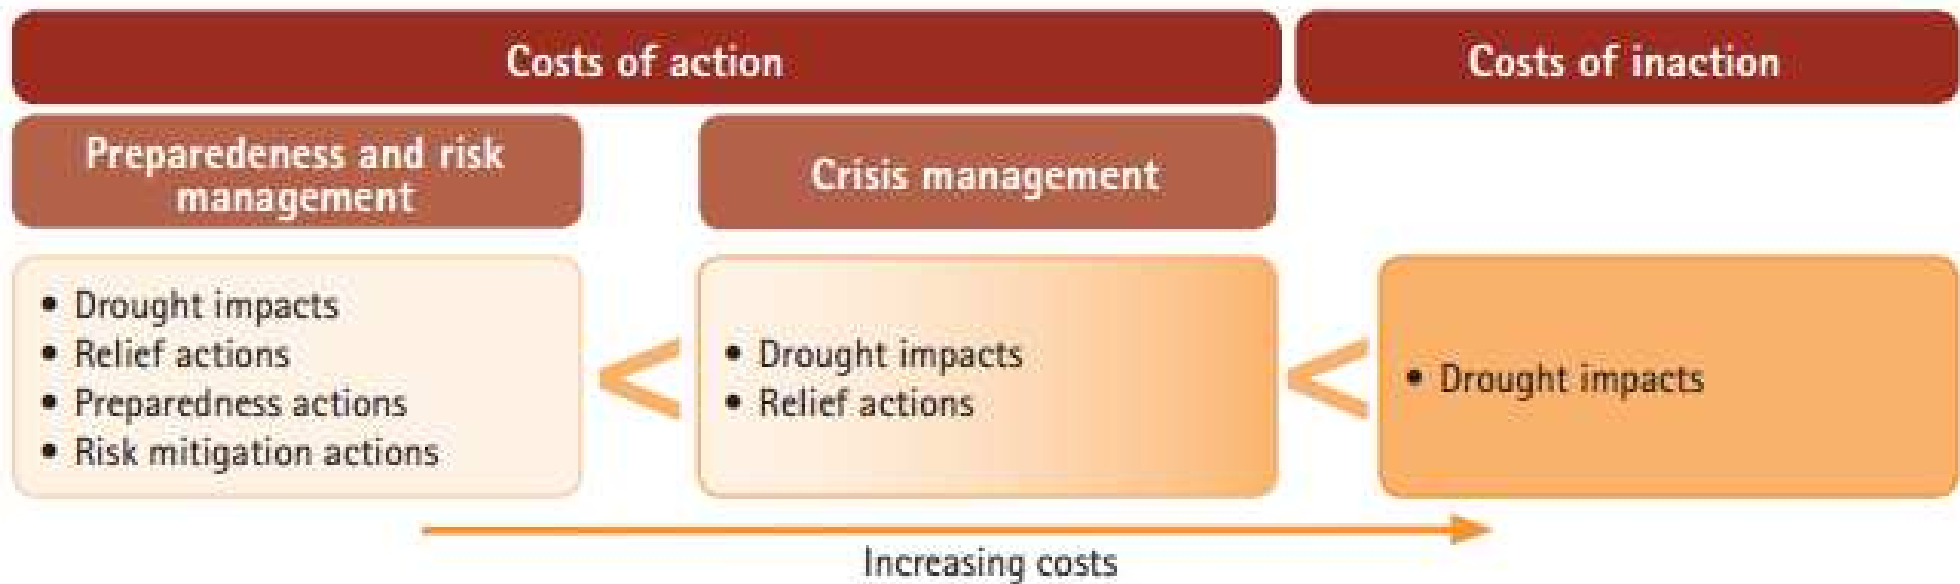 Costs of action
Costs of inaction
Preparedeness and risk
management
Crisis management
• Drought impacts
• Relief actions
• Preparedness actions
• Risk mitigation actions
<
• Drought impacts
• Relief actions
<
• Drought impacts
Increasing costs